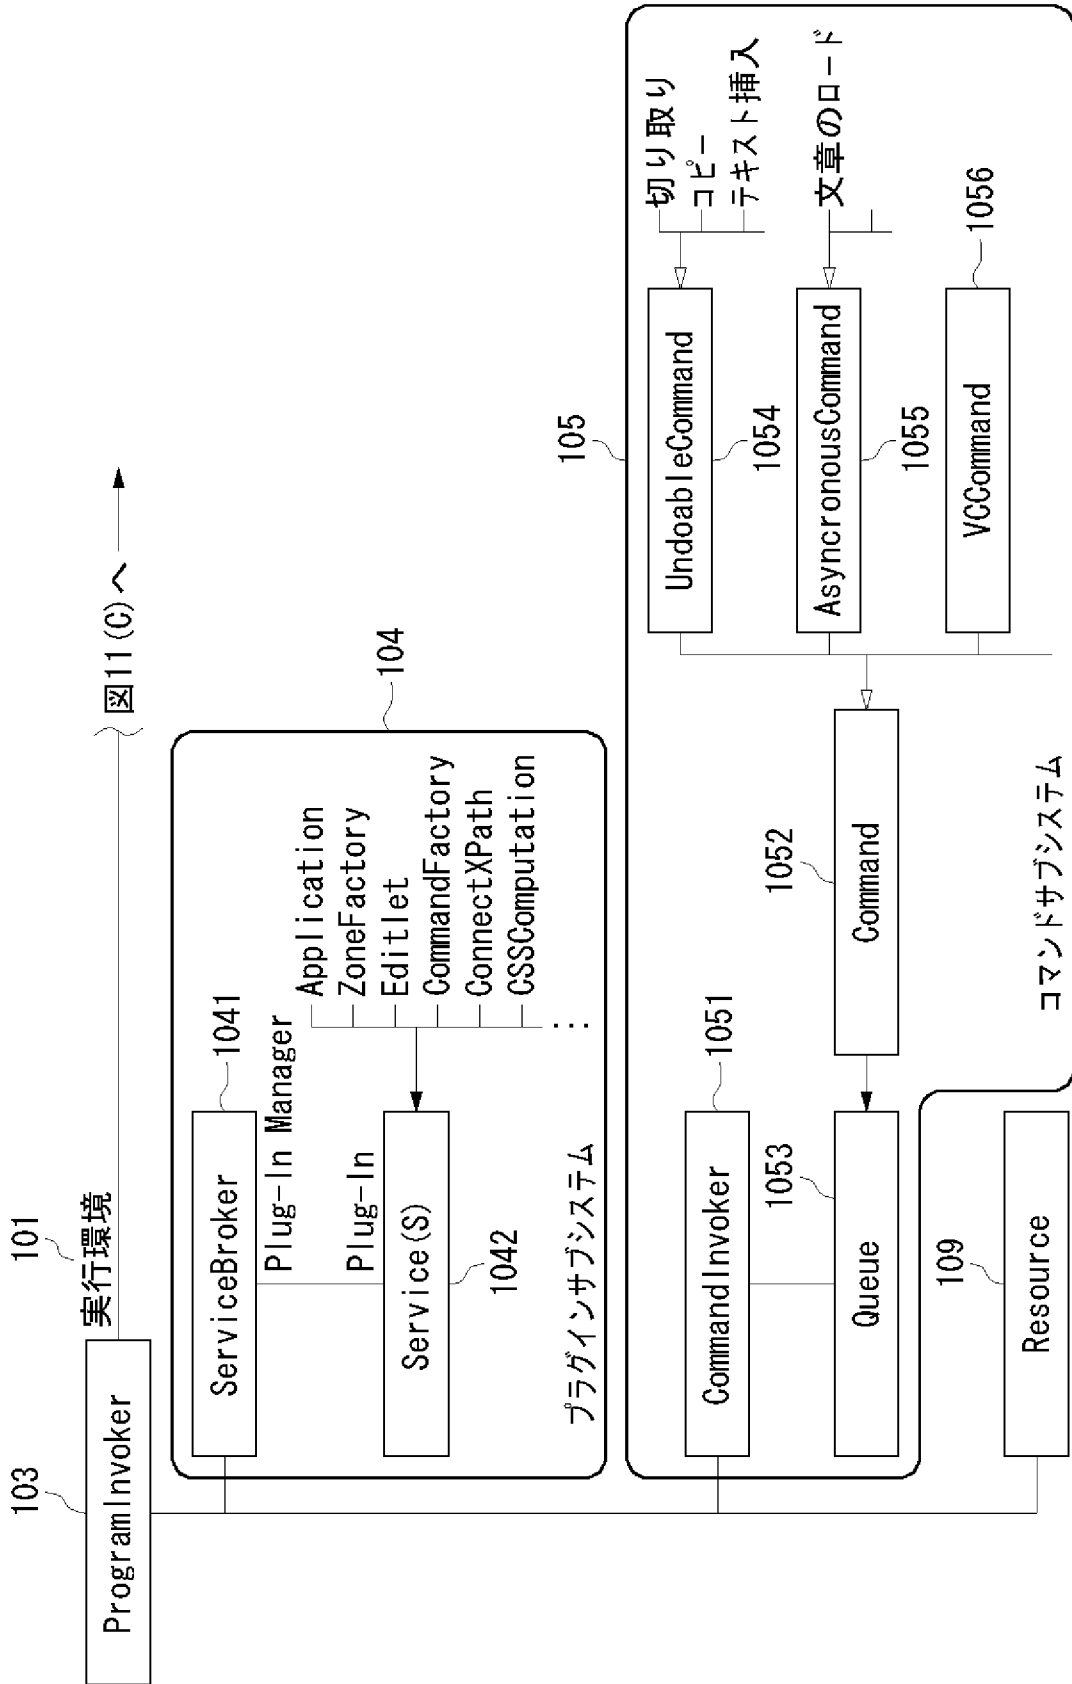 101
実行環境
103
ProgramInvoker
図11(C)へ
104
ServiceBroker
1041
Plug-In Manager
Plug-In
Service(S)
1042
Application
ZoneFactory
Editlet
CommandFactory
ConnectXPath
CSSComputation
...
プラグインサブシステム
105
CommandInvoker
1051
1053
Queue
1052
Command
UndoableCommand
1054
切り取り
コピー
テキスト挿入
AsyncronousCommand
1055
文章のロード
VCCommand
1056
コマンドサブシステム
109
Resource